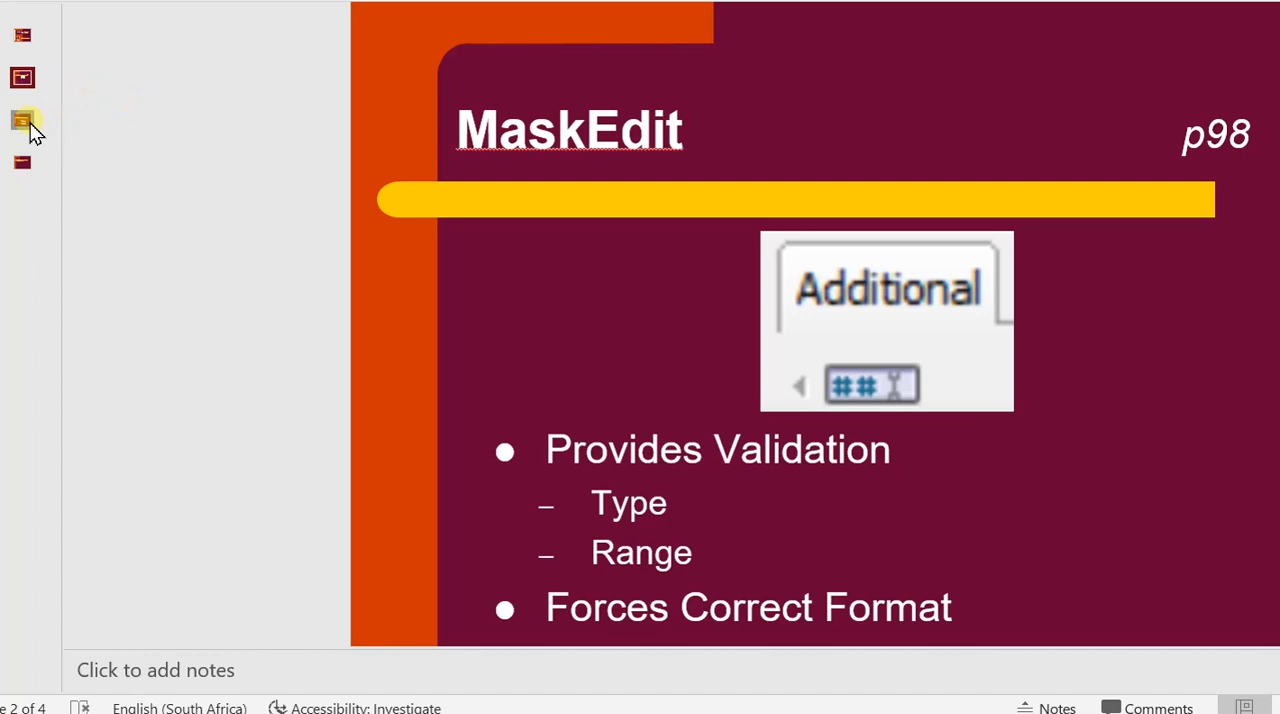 MaskEdit
p98
Additional
##
● Provides Validation
– Type
– Range
● Forces Correct Format
Click to add notes
e 2 of 4 English (South Africa) Accessibility: Investigate Notes Comments